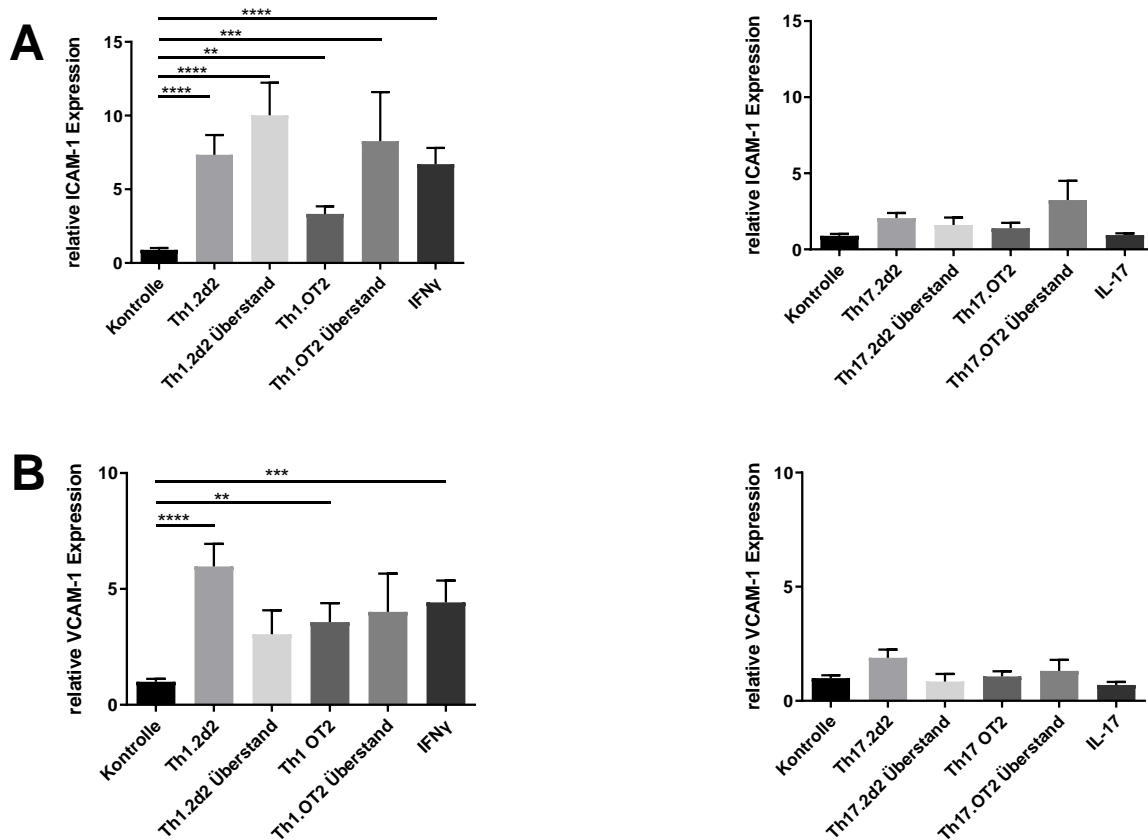 A
****
***
**
****
****
relative ICAM-1 Expression
15
10
5
0
Kontrolle
Th1.2d2
Th1.2d2 Überstand
Th1.OT2
Th1.OT2 Überstand
IFNγ
relative ICAM-1 Expression
15
10
5
0
Kontrolle
Th17.2d2
Th17.2d2 Überstand
Th17.OT2
Th17.OT2 Überstand
IL-17
B
***
**
****
relative VCAM-1 Expression
10
5
0
Kontrolle
Th1.2d2
Th1.2d2 Überstand
Th1 OT2
Th1.OT2 Überstand
IFNγ
relative VCAM-1 Expression
10
5
0
Kontrolle
Th17.2d2
Th17.2d2 Überstand
Th17 OT2
Th17.OT2 Überstand
IL-17